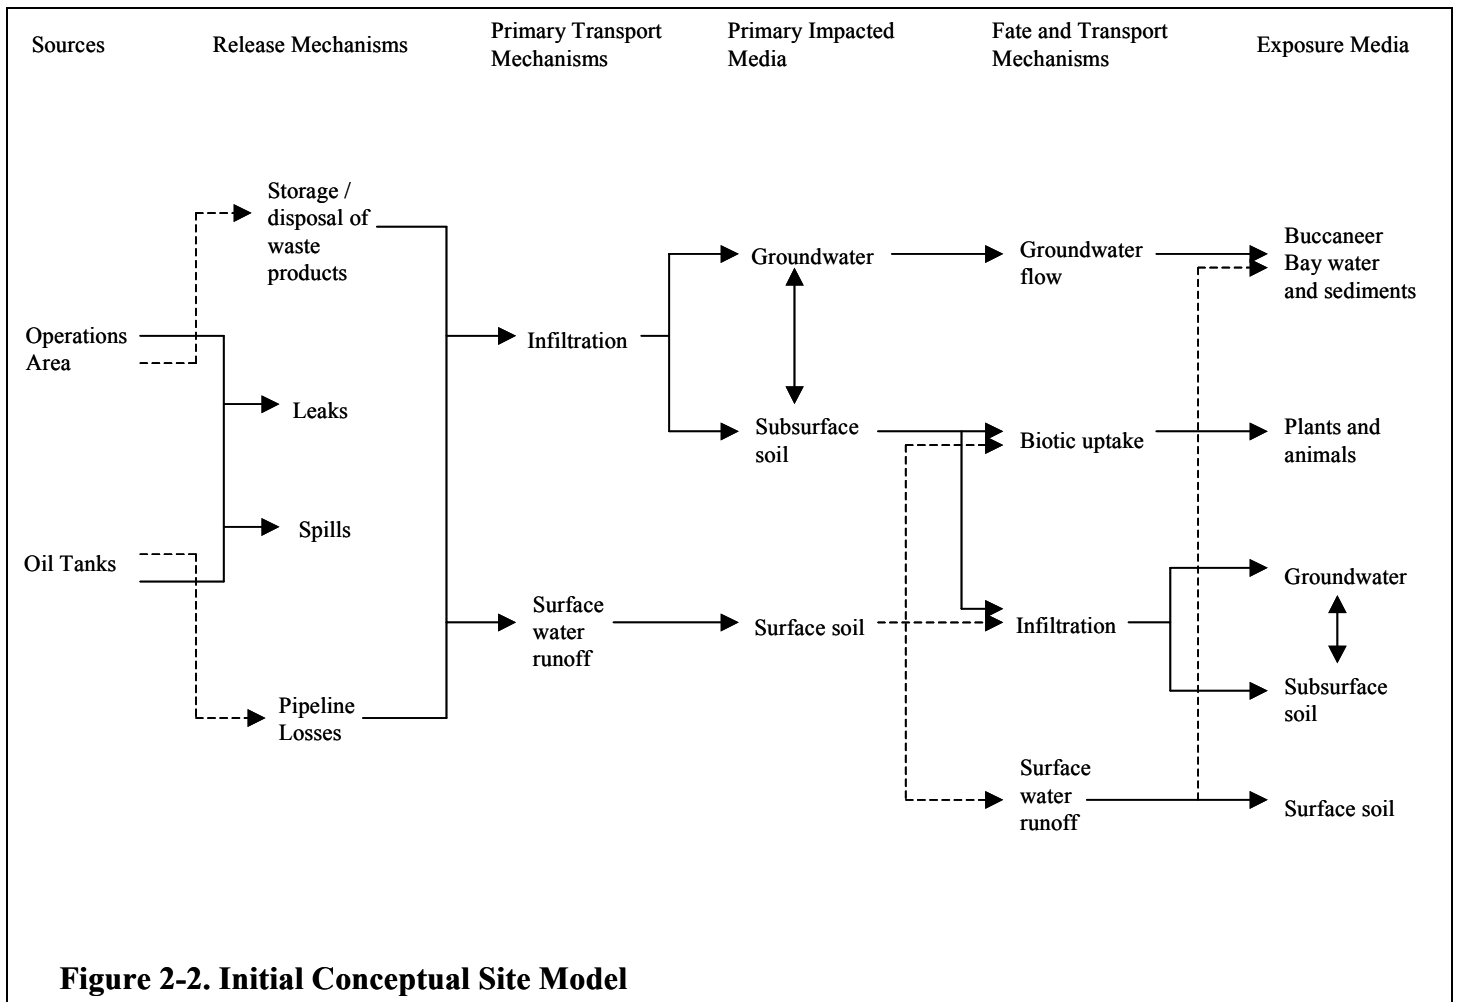 Sources
Release Mechanisms
Primary Transport
Mechanisms
Primary Impacted
Media
Fate and Transport
Mechanisms
Exposure Media
Storage /
disposal of
waste
products
Operations
Area
Leaks
Spills
Oil Tanks
Pipeline
Losses
Infiltration
Surface
water
runoff
Groundwater
Subsurface
soil
Surface soil
Groundwater
flow
Biotic uptake
Infiltration
Surface
water
runoff
Buccaneer
Bay water
and sediments
Plants and
animals
Groundwater
Subsurface
soil
Surface soil
Figure 2-2. Initial Conceptual Site Model